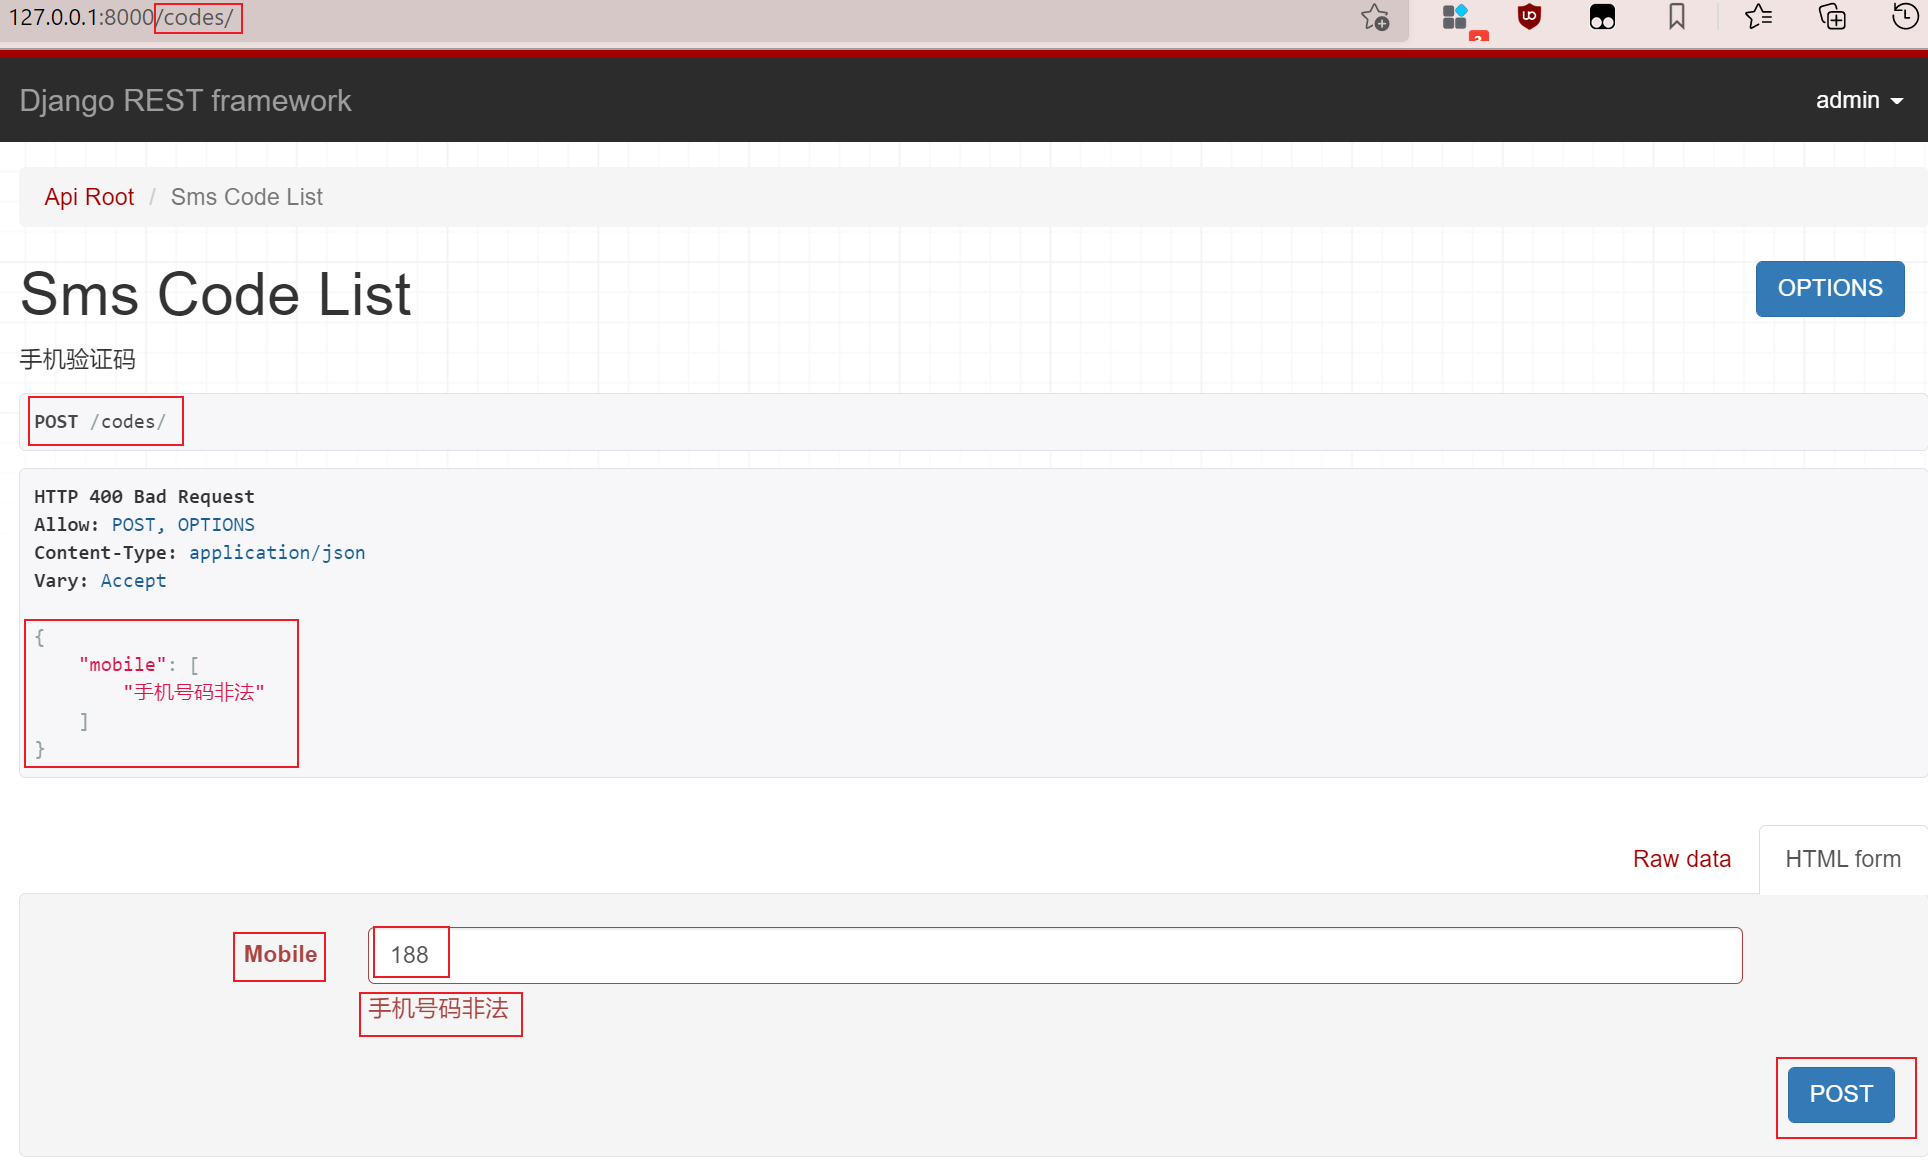 127.0.0.1:8000/codes/
Django REST framework
admin
Api Root / Sms Code List
Sms Code List
OPTIONS
手机验证码
POST /codes/
HTTP 400 Bad Request
Allow: POST, OPTIONS
Content-Type: application/json
Vary: Accept
{
"mobile": [
"手机号码非法"
]
}
Raw data
HTML form
Mobile
188
手机号码非法
POST